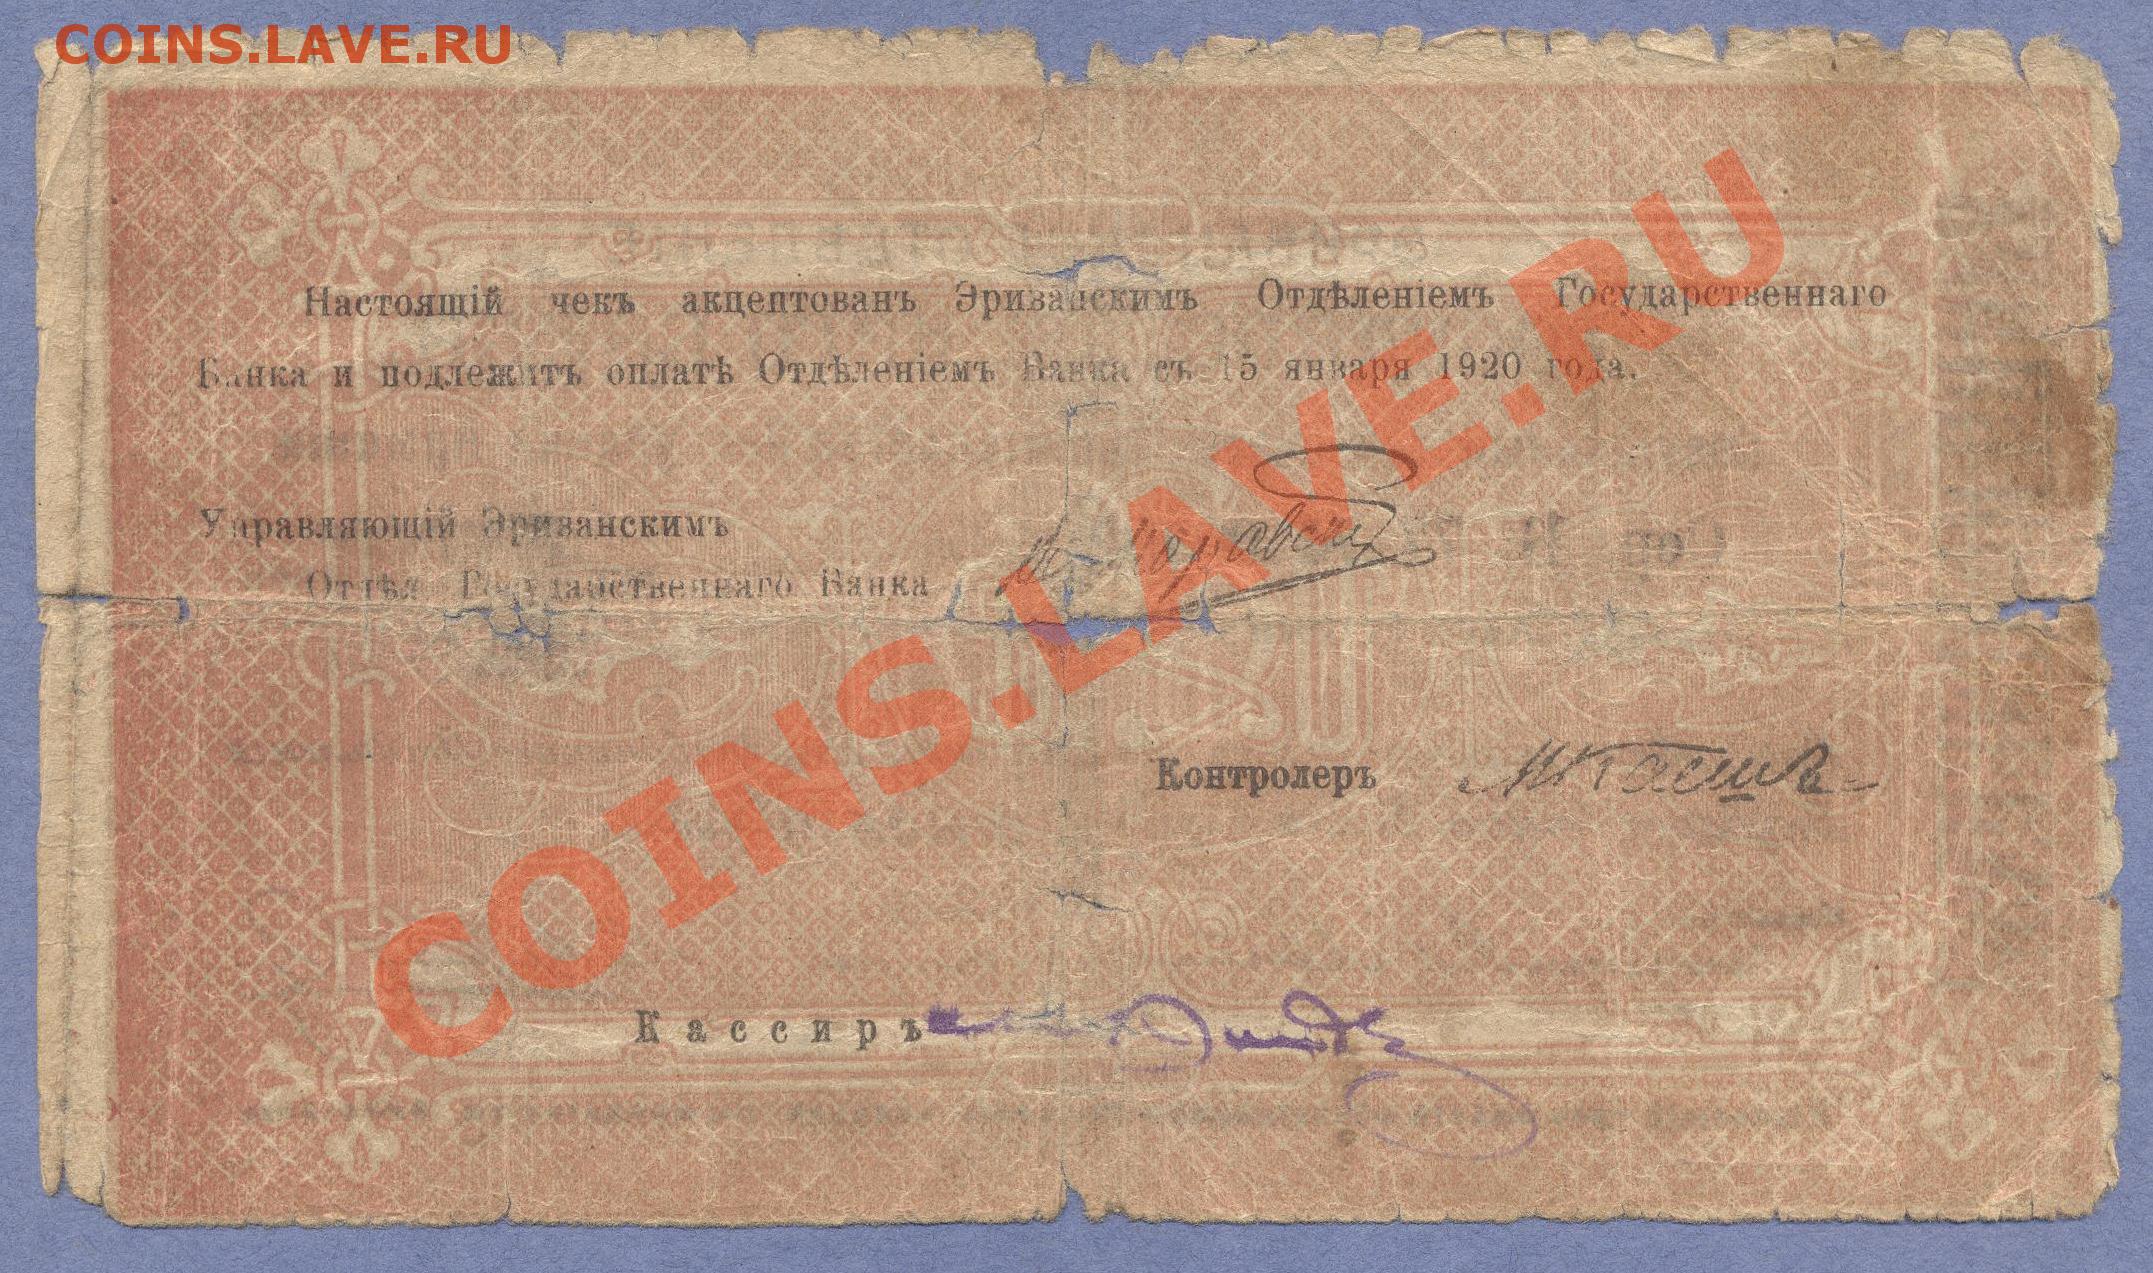 COINS.LAVE.RU
Настоящій чекъ акцептованъ Эриванскимъ Отдѣленіемъ Государственнаго
Банка и подлежитъ оплатѣ Отдѣленіемъ Банка съ 15 января 1920 года.
Управляющій Эриванскимъ
Отдѣл Государственнаго Банка
COINS.LAVE.RU
Контролеръ
Кассиръ